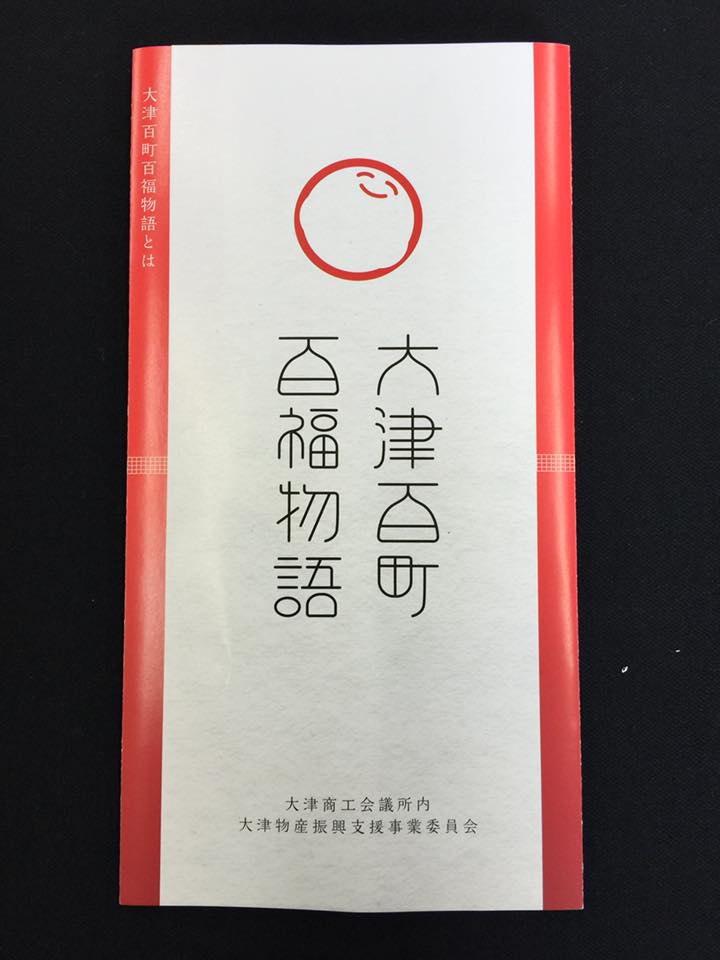 大津百町
百福物語
大津百町百福物語とは
大津商工会議所内
大津物産振興支援事業委員会